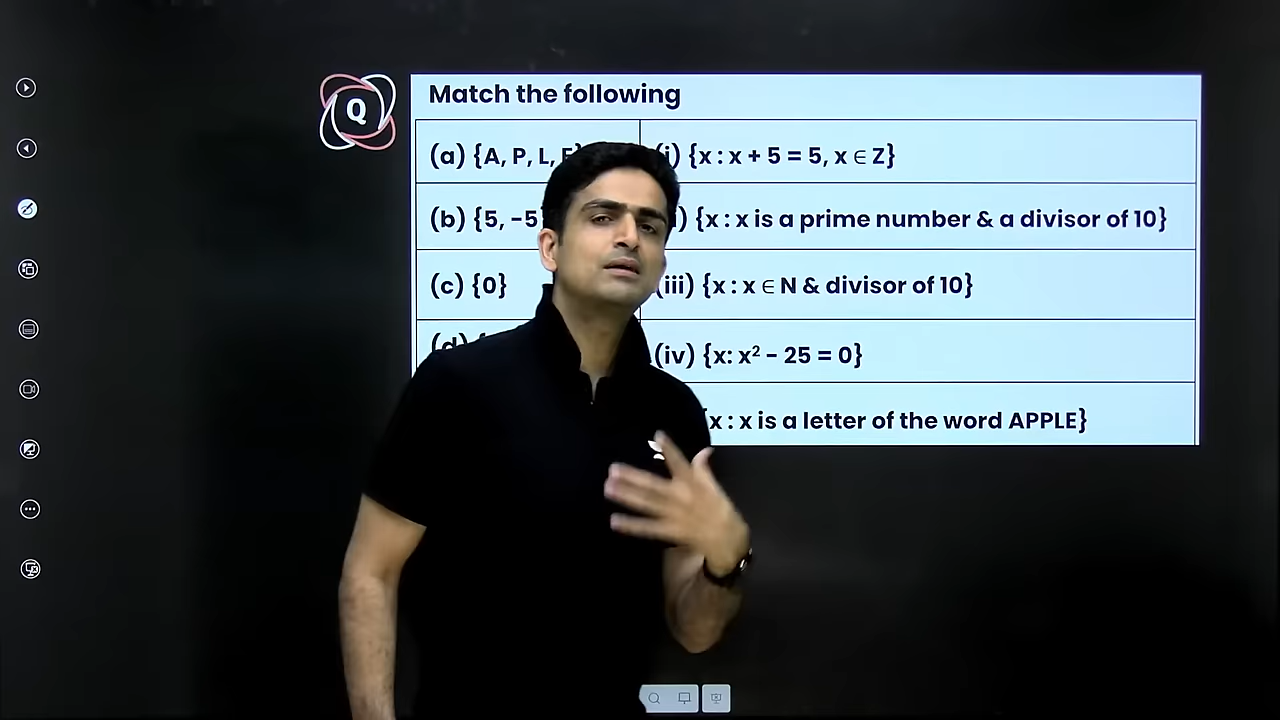 Q
Match the following
(a) {A, P, L, E}
(i) {x : x + 5 = 5, x ∈ Z}
(b) {5, −5
) {x : x is a prime number & a divisor of 10}
(c) {0}
(iii) {x : x ∈ N & divisor of 10}
(d) {
(iv) {x: x² − 25 = 0}
{x : x is a letter of the word APPLE}